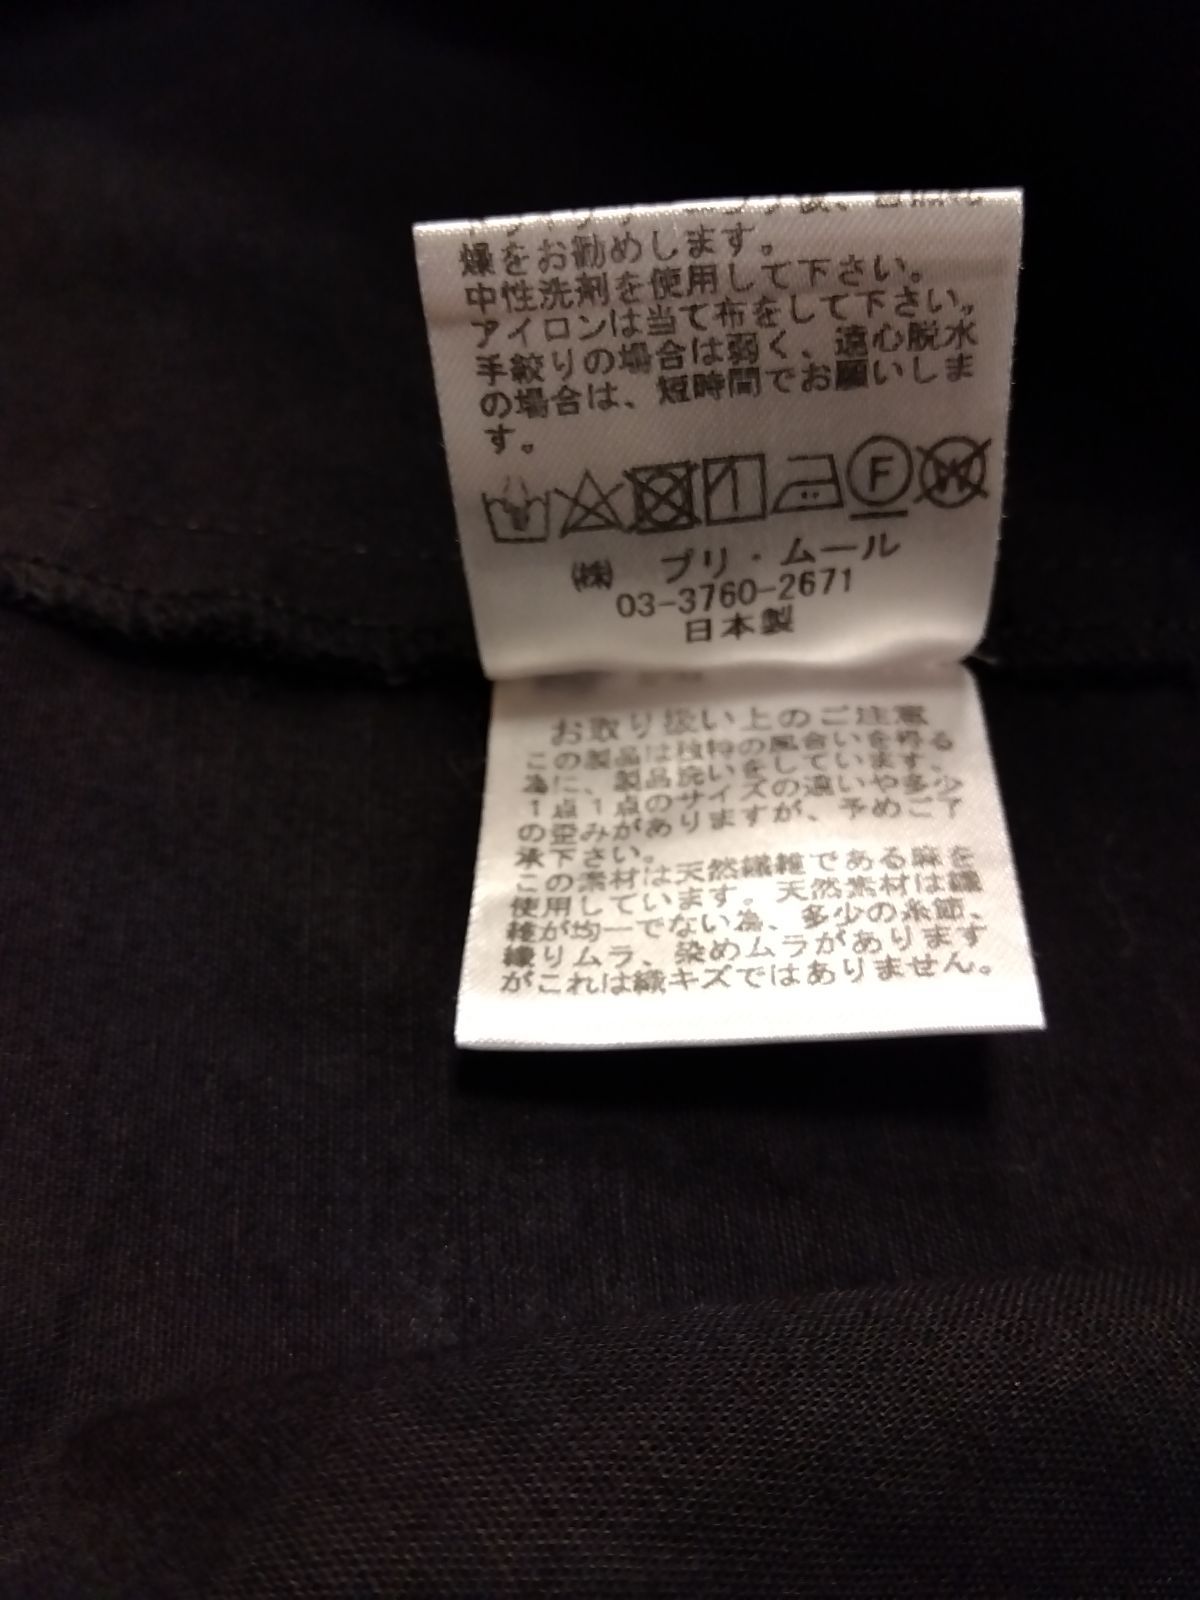 燥をお勧めします。
中性洗剤を使用して下さい。
アイロンは当て布をして下さい。
手絞りの場合は弱く、遠心脱水
の場合は、短時間でお願いしま
す。
F W
㈱ プリ・ムール
03-3760-2671
日本製
お取り扱い上のご注意
この製品は独特の風合いを得る
為に、製品洗いをしています。
1点1点のサイズの違いや多少
の歪みがありますが、予めご了
承下さい。
この素材は天然繊維である麻を
使用しています。天然素材は繊
維が均一でない為、多少の糸節、
織りムラ、染めムラがあります
がこれは織キズではありません。